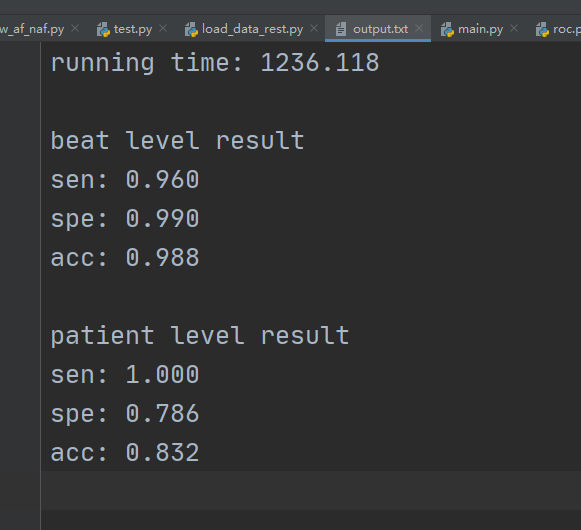 w_af_naf.py test.py load_data_rest.py output.txt main.py roc.p
running time: 1236.118
beat level result
sen: 0.960
spe: 0.990
acc: 0.988
patient level result
sen: 1.000
spe: 0.786
acc: 0.832